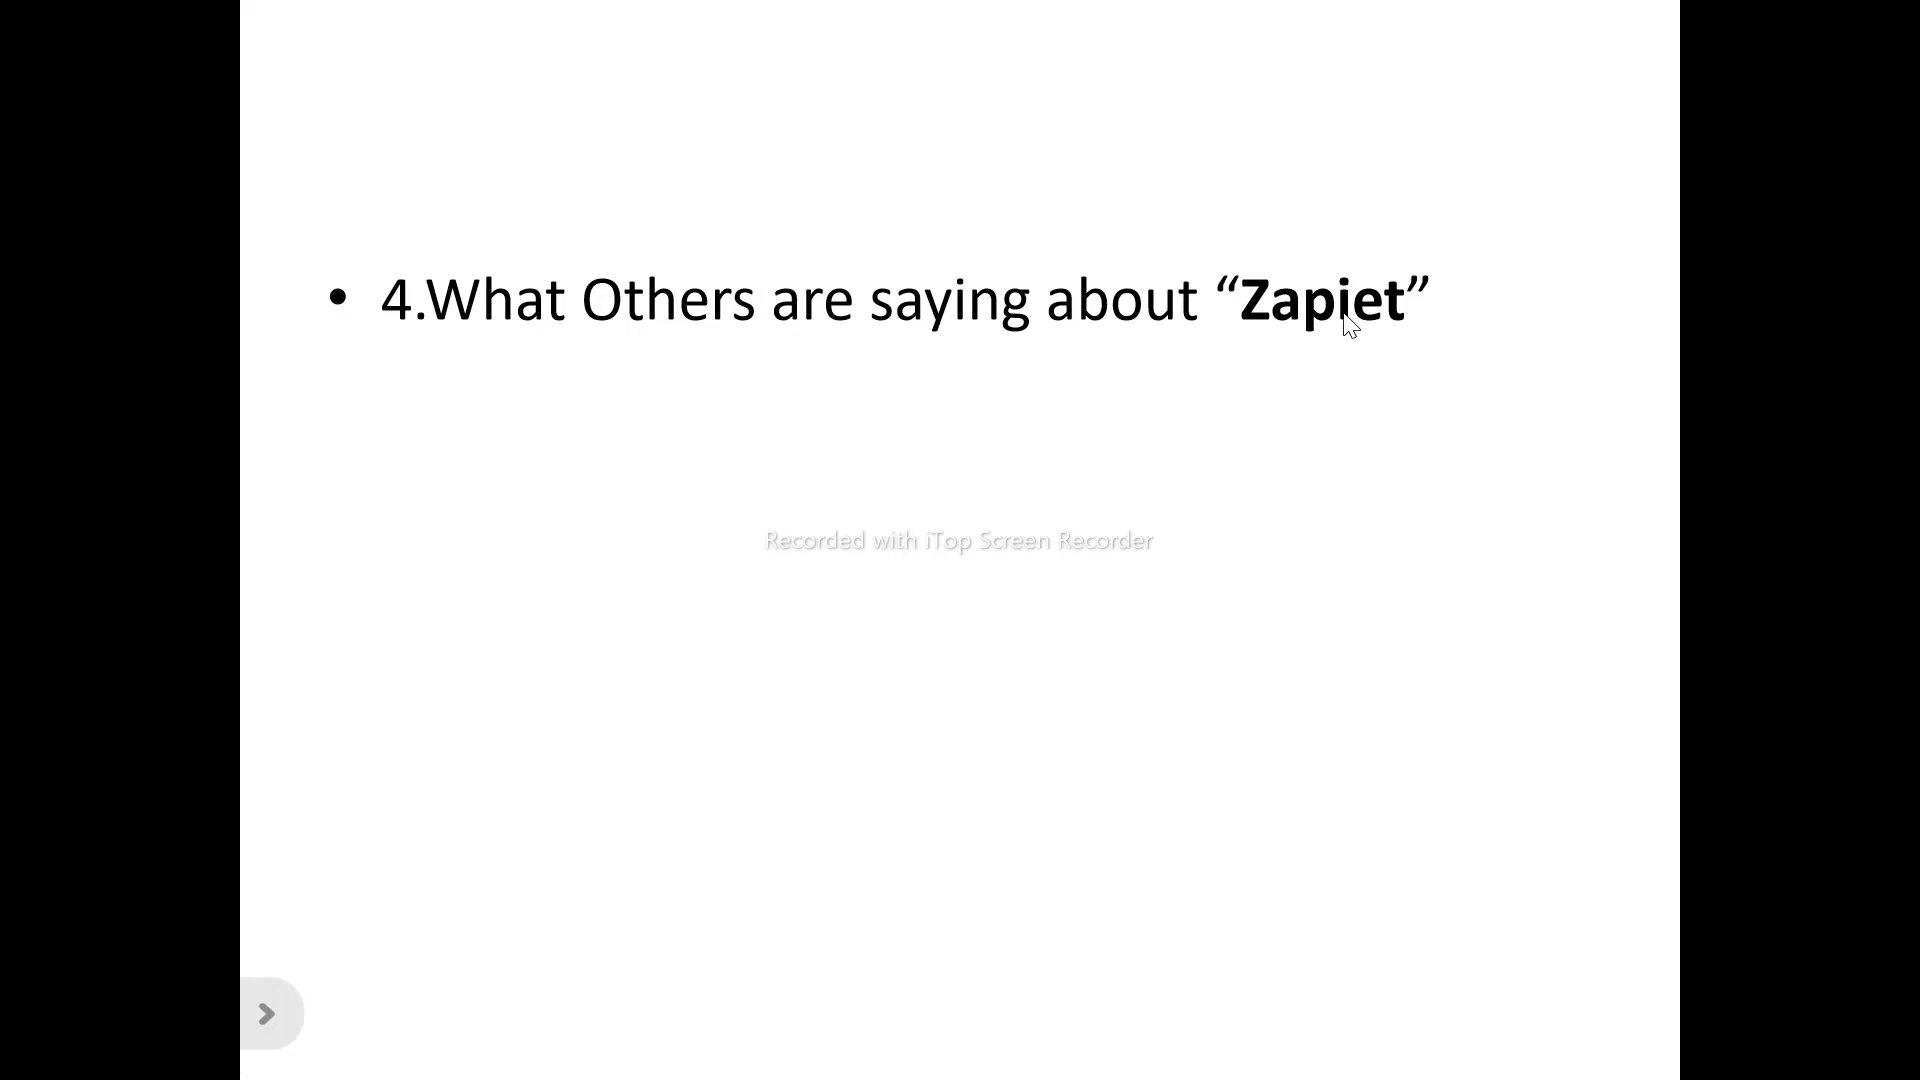 • 4.What Others are saying about “Zapiet”
Recorded with iTop Screen Recorder